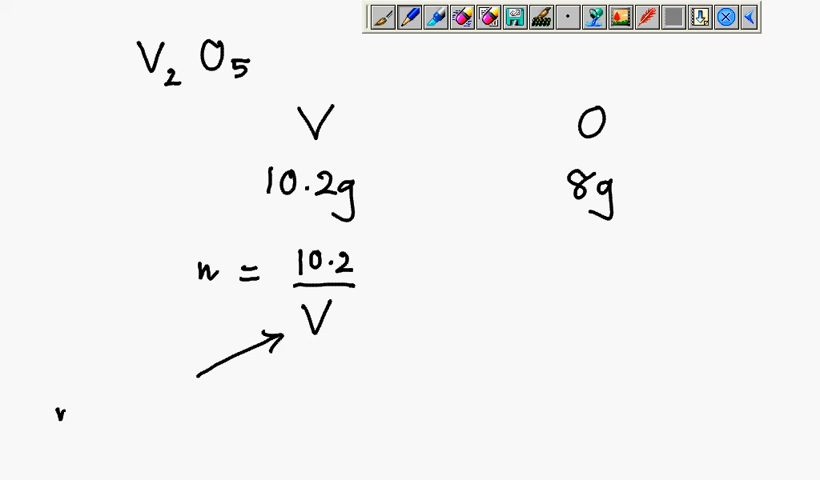 V₂ O₅
V O
10.2g 8g
n = 10.2
V